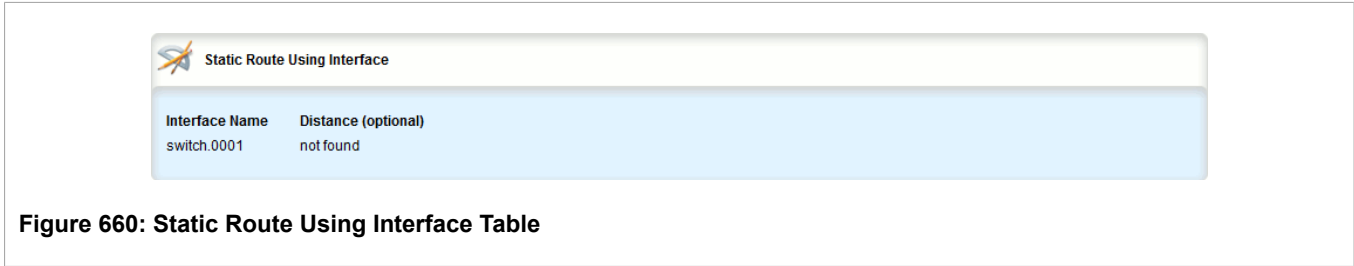 Static Route Using Interface
Interface Name Distance (optional)
switch.0001 not found
Figure 660: Static Route Using Interface Table